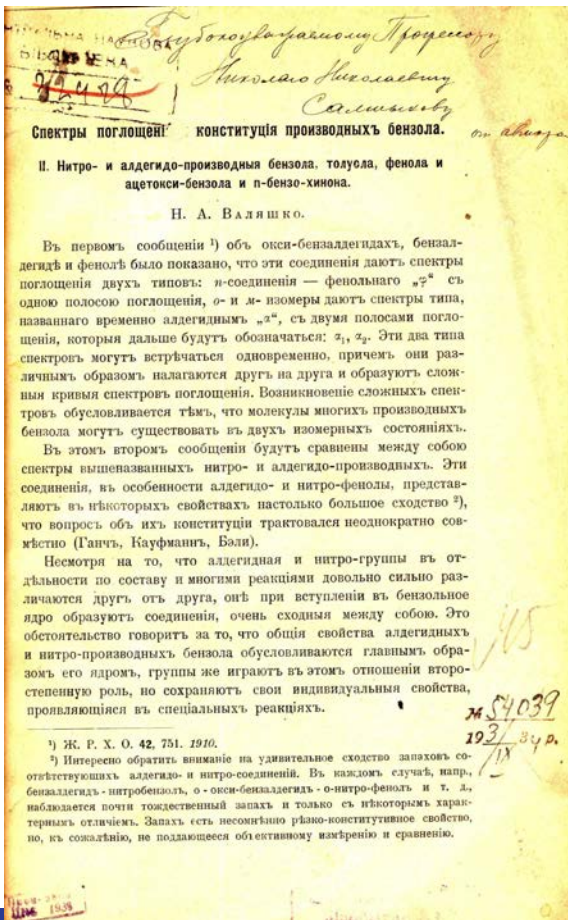 НАУКОВА
Глубокоуважаемому Професору
Николаю Николаевичу
32428
Салтыкову
от автора
Спектры поглощені конституція производныхъ бензола.
II. Нитро- и алдегидо-производныя бензола, толуола, фенола и
ацетокси-бензола и п-бензо-хинона.
Н. А. Валяшко.
Въ первомъ сообщеніи ¹) объ окси-бензалдегидахъ, бензал-
дегидѣ и фенолѣ было показано, что эти соединенія даютъ спектры
поглощенія двухъ типовъ: п-соединенія — фенольнаго „φ“ съ
одною полосою поглощенія, о- и м- изомеры даютъ спектры типа,
названнаго временно алдегиднымъ „α“, съ двумя полосами погло-
щенія, которыя дальше будутъ обозначаться: α₁, α₂. Эти два типа
спектровъ могутъ встрѣчаться одновременно, причемъ они раз-
личнымъ образомъ налагаются другъ на друга и образуютъ слож-
ныя кривыя спектровъ поглощенія. Возникновеніе сложныхъ спек-
тровъ обусловливается тѣмъ, что молекулы многихъ производныхъ
бензола могутъ существовать въ двухъ изомерныхъ состояніяхъ.
Въ этомъ второмъ сообщеніи будутъ сравнены между собою
спектры вышеназванныхъ нитро- и алдегидо-производныхъ. Эти
соединенія, въ особенности алдегидо- и нитро-фенолы, представ-
ляютъ въ нѣкоторыхъ свойствахъ настолько большое сходство ²),
что вопросъ объ ихъ конституціи трактовался неоднократно сов-
мѣстно (Ганчъ, Кауфманнъ, Бэли).
Несмотря на то, что алдегидная и нитро-группы въ от-
дѣльности по составу и многими реакціями довольно сильно раз-
личаются другъ отъ друга, онѣ при вступленіи въ бензольное
ядро образуютъ соединенія, очень сходныя между собою. Это
обстоятельство говоритъ за то, что общія свойства алдегидныхъ
и нитро-производныхъ бензола обусловливаются главнымъ обра-
зомъ его ядромъ, группы же играютъ въ этомъ отношеніи второ-
степенную роль, но сохраняютъ свои индивидуальныя свойства,
проявляющіяся въ спеціальныхъ реакціяхъ.
№ 54039
193
IX
¹) Ж. Р. Х. О. 42, 751. 1910.
²) Интересно обратить вниманіе на удивительное сходство запаховъ со-
отвѣтствующихъ алдегидо- и нитро-соединеній. Въ каждомъ случаѣ, напр.,
бензалдегидъ - нитробензолъ, о - окси-бензалдегидъ - о-нитро-фенолъ и т. д.,
наблюдается почти тождественный запахъ и только съ нѣкоторымъ харак-
тернымъ отличіемъ. Запахъ есть несомнѣнно рѣзко-конститутивное свойство,
но, къ сожалѣнію, не поддающееся объективному измѣренію и сравненію.
1938